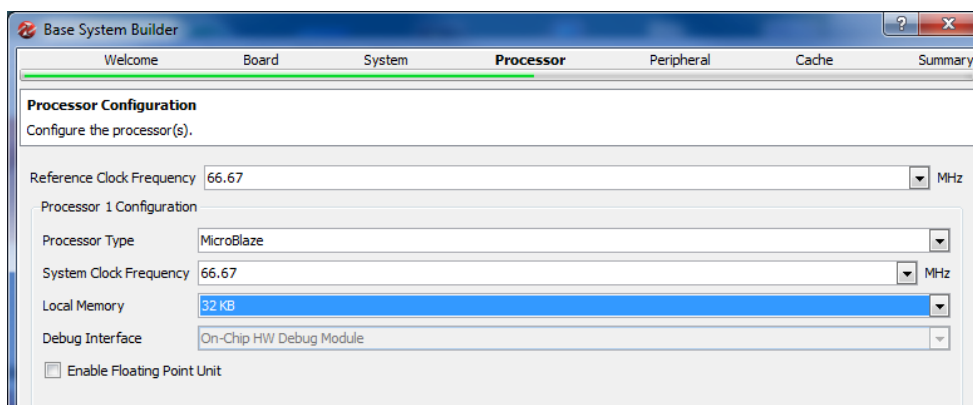 Base System Builder
Welcome Board System Processor Peripheral Cache Summary
Processor Configuration
Configure the processor(s).
Reference Clock Frequency 66.67 MHz
Processor 1 Configuration
Processor Type MicroBlaze
System Clock Frequency 66.67 MHz
Local Memory 32 KB
Debug Interface On-Chip HW Debug Module
Enable Floating Point Unit